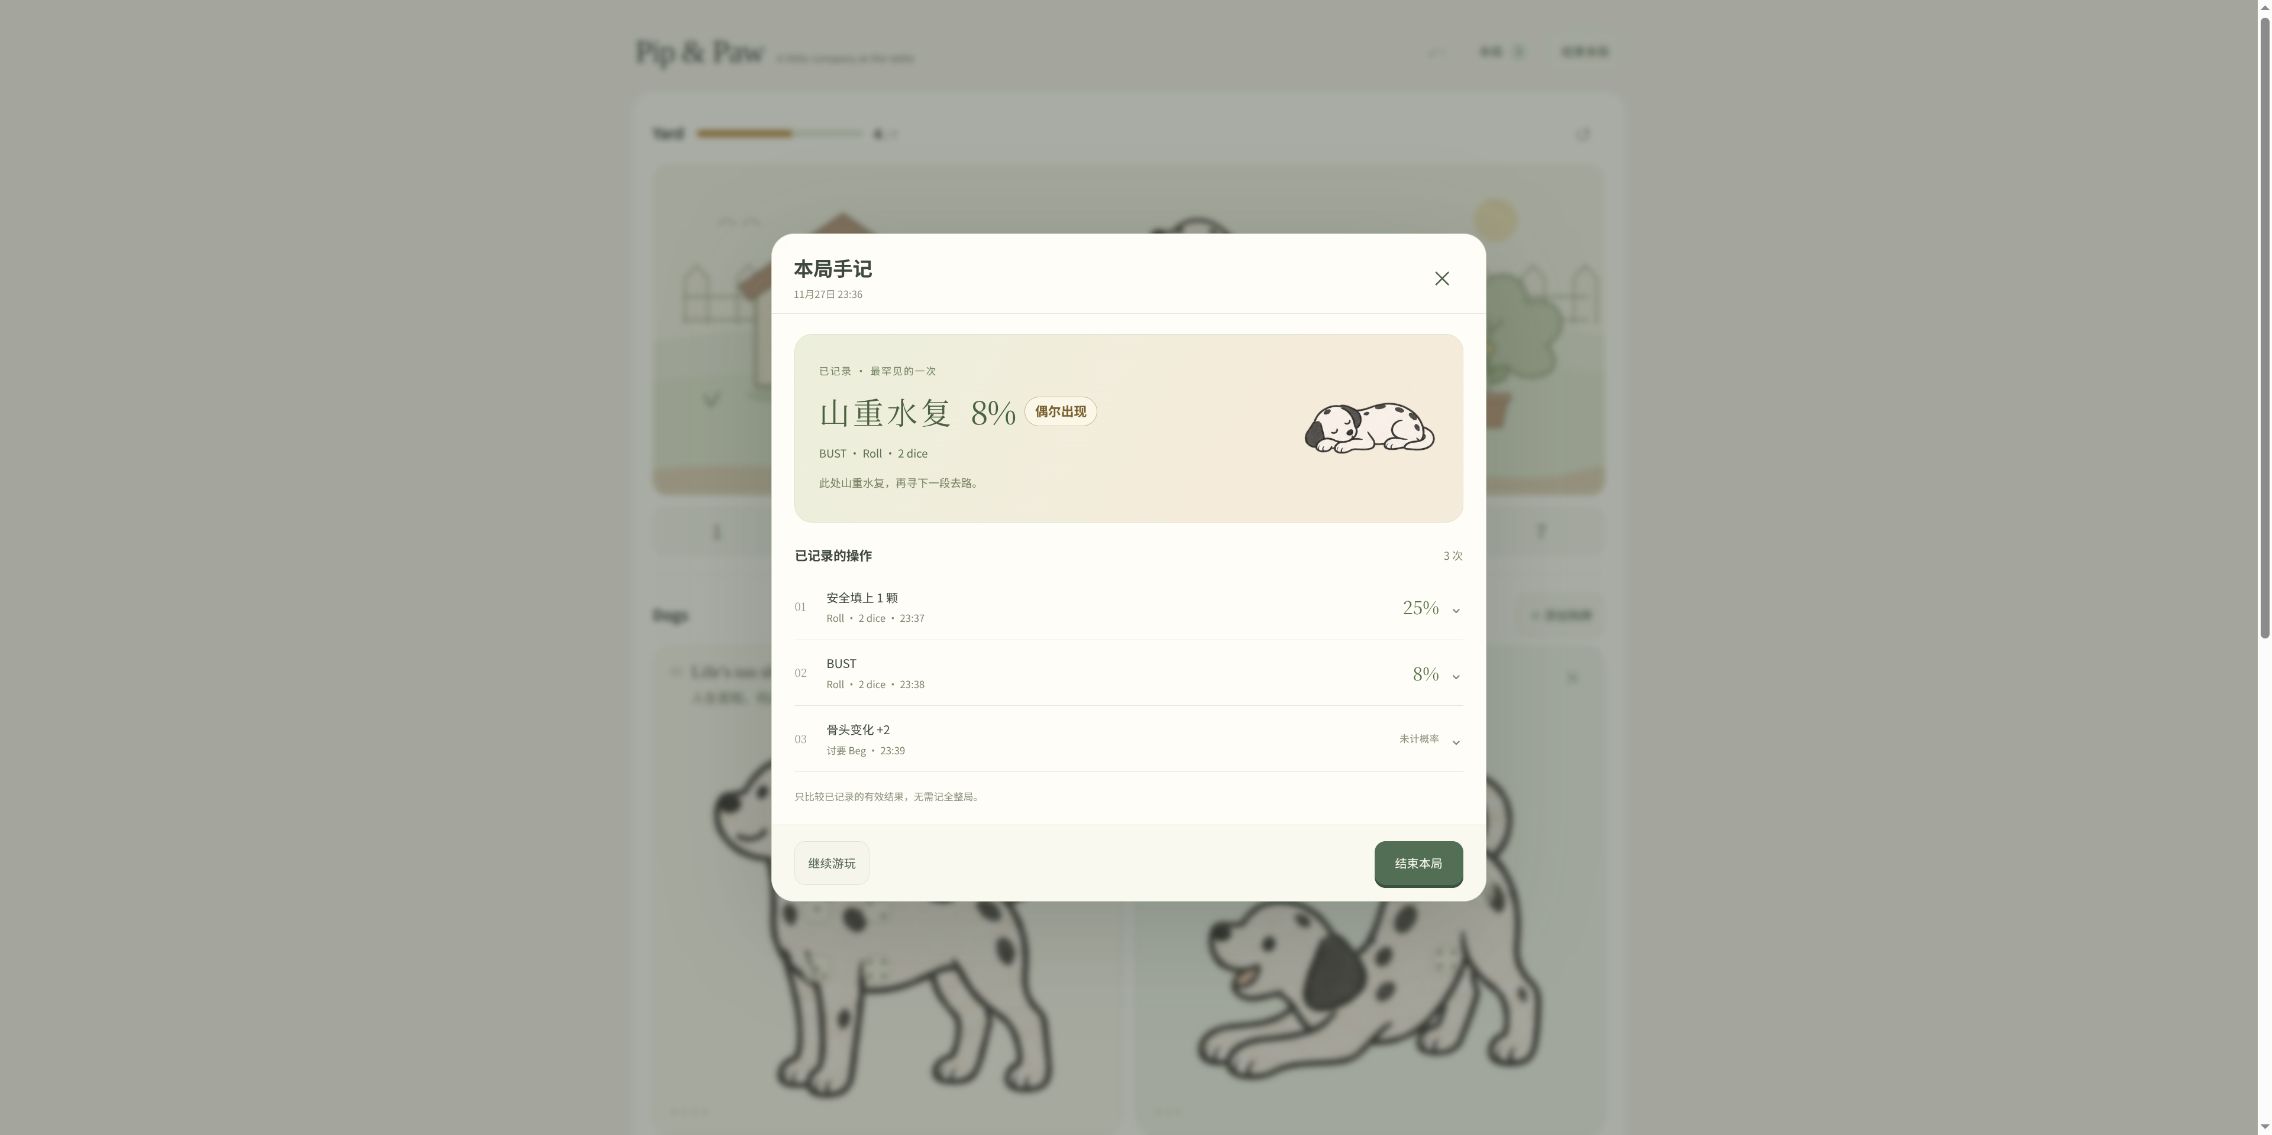 Pip & Paw
Yard
本局手记
11月27日 23:36
已记录 · 最罕见的一次
山重水复 8% 偶尔出现
BUST · Roll · 2 dice
此处山重水复，再寻下一段去路。
1
7
已记录的操作
3 次
01
安全填上 1 颗
Roll · 2 dice · 23:37
25%
Dogs
02
BUST
Roll · 2 dice · 23:38
8%
03
骨头变化 +2
讨要 Beg · 23:39
未计概率
只比较已记录的有效结果，无需记全整局。
继续游玩
结束本局